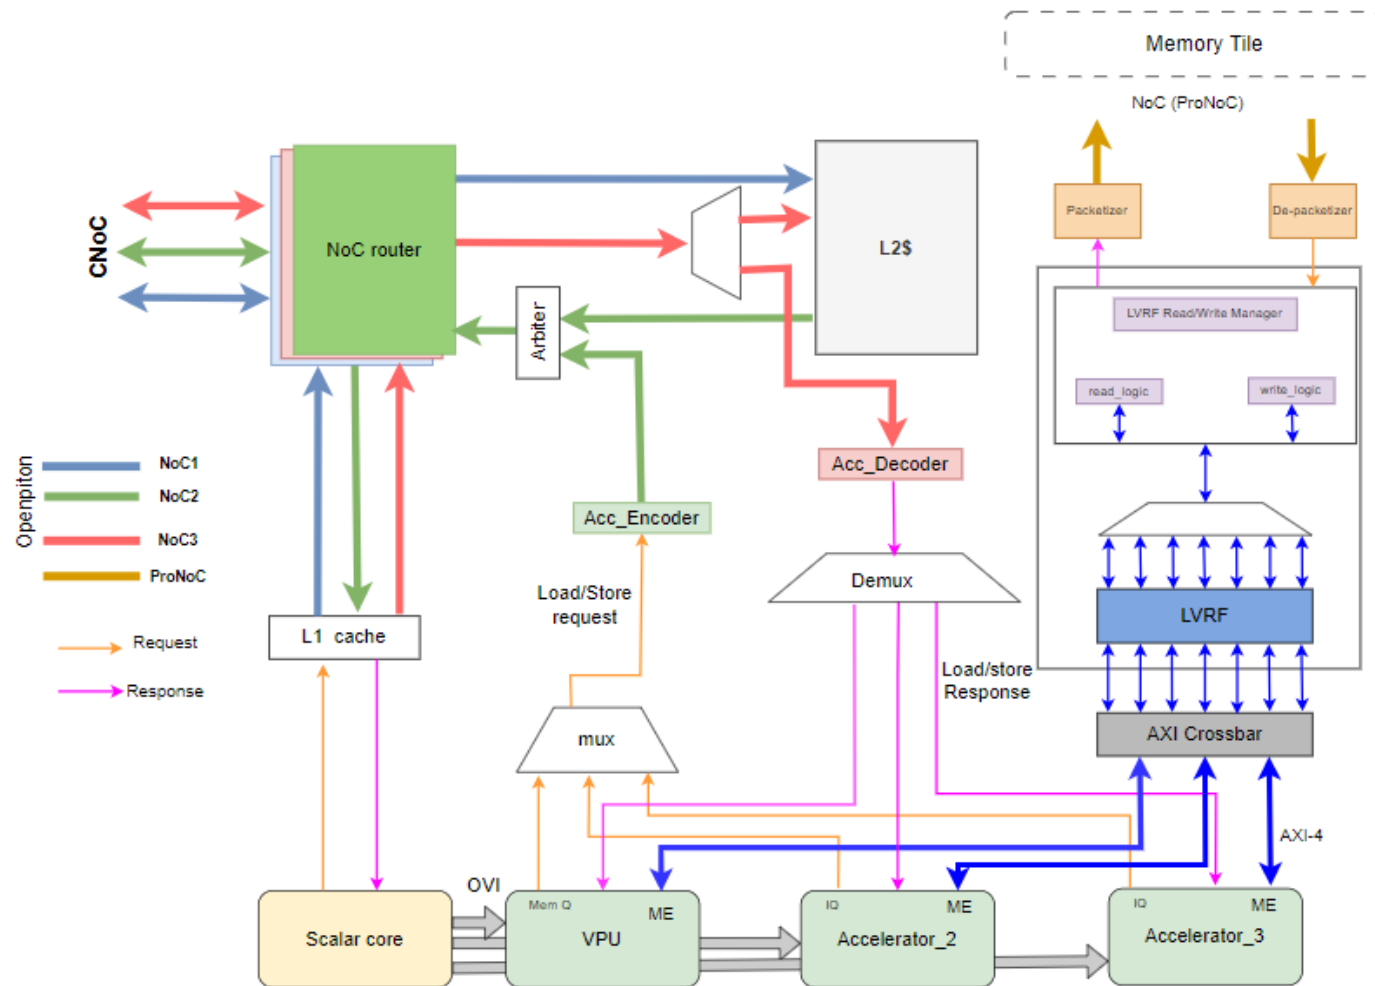 Memory Tile
NoC (ProNoC)
Packetizer
De-packetizer
CNoC
NoC router
L2$
Arbiter
LVRF Read/Write Manager
read_logic
write_logic
Openpiton
NoC1
NoC2
NoC3
ProNoC
Request
Response
Acc_Decoder
Acc_Encoder
Load/Store
request
Demux
L1 cache
LVRF
Load/store
Response
mux
AXI Crossbar
AXI-4
OVI
Scalar core
Mem Q
ME
VPU
IQ
ME
Accelerator_2
IQ
ME
Accelerator_3